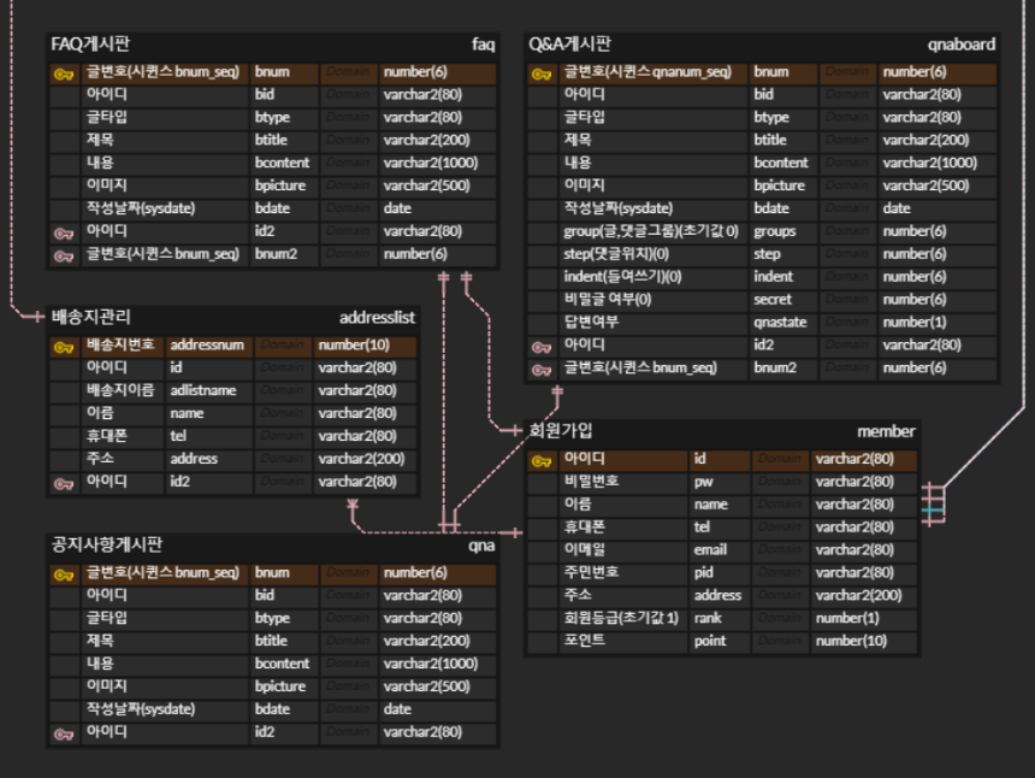 FAQ게시판 faq
글번호(시퀀스 bnum_seq) bnum Domain number(6)
아이디 bid Domain varchar2(80)
글타입 btype Domain varchar2(80)
제목 btitle Domain varchar2(200)
내용 bcontent Domain varchar2(1000)
이미지 bpicture Domain varchar2(500)
작성날짜(sysdate) bdate Domain date
아이디 id2 Domain varchar2(80)
글번호(시퀀스 bnum_seq) bnum2 Domain number(6)
Q&A게시판 qnaboard
글번호(시퀀스 qnanum_seq) bnum Domain number(6)
아이디 bid Domain varchar2(80)
글타입 btype Domain varchar2(80)
제목 btitle Domain varchar2(200)
내용 bcontent Domain varchar2(1000)
이미지 bpicture Domain varchar2(500)
작성날짜(sysdate) bdate Domain date
group(글,댓글그룹)(초기값 0) groups Domain number(6)
step(댓글위치)(0) step Domain number(6)
indent(들여쓰기)(0) indent Domain number(6)
비밀글 여부(0) secret Domain number(6)
답변여부 qnastate Domain number(1)
아이디 id2 Domain varchar2(80)
글번호(시퀀스 bnum_seq) bnum2 Domain number(6)
배송지관리 addresslist
배송지번호 addressnum Domain number(10)
아이디 id Domain varchar2(80)
배송지이름 adlistname Domain varchar2(80)
이름 name Domain varchar2(80)
휴대폰 tel Domain varchar2(80)
주소 address Domain varchar2(200)
아이디 id2 Domain varchar2(80)
회원가입 member
아이디 id Domain varchar2(80)
비밀번호 pw Domain varchar2(80)
이름 name Domain varchar2(80)
휴대폰 tel Domain varchar2(80)
이메일 email Domain varchar2(80)
주민번호 pid Domain varchar2(80)
주소 address Domain varchar2(200)
회원등급(초기값 1) rank Domain number(1)
포인트 point Domain number(10)
공지사항게시판 qna
글번호(시퀀스 bnum_seq) bnum Domain number(6)
아이디 bid Domain varchar2(80)
글타입 btype Domain varchar2(80)
제목 btitle Domain varchar2(200)
내용 bcontent Domain varchar2(1000)
이미지 bpicture Domain varchar2(500)
작성날짜(sysdate) bdate Domain date
아이디 id2 Domain varchar2(80)